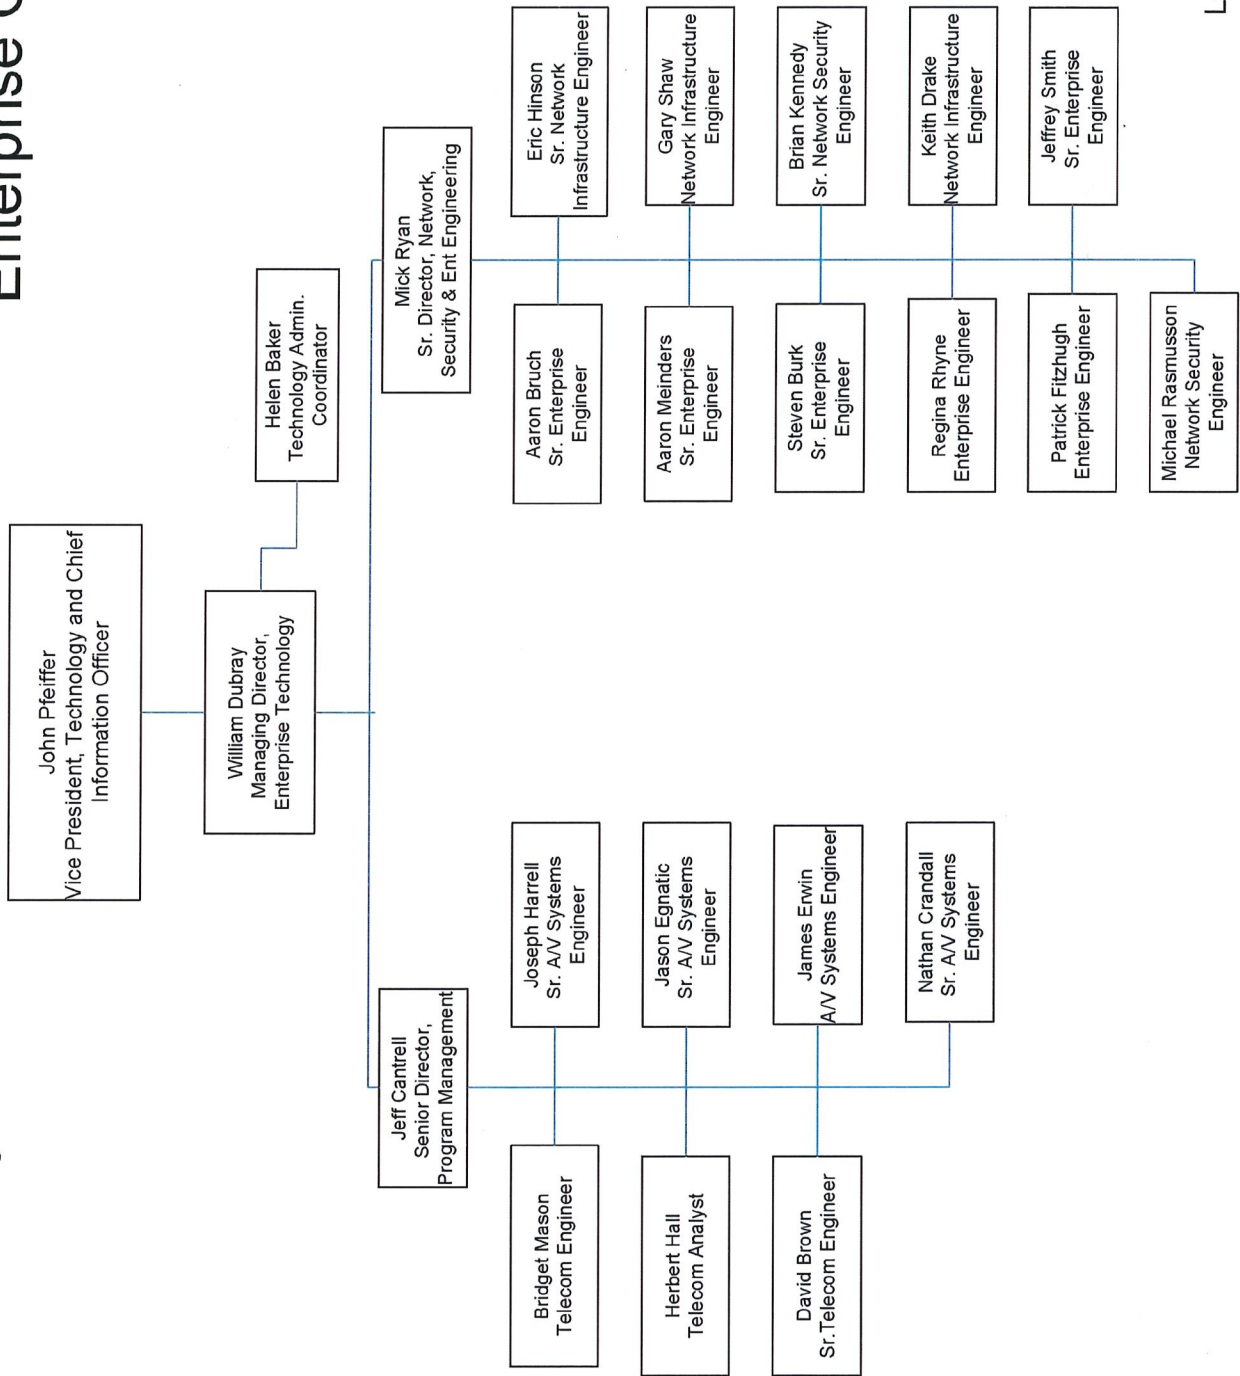 Enterprise
John Pfeiffer
Vice President, Technology and Chief
Information Officer
William Dubray
Managing Director,
Enterprise Technology
Helen Baker
Technology Admin.
Coordinator
Jeff Cantrell
Senior Director,
Program Management
Mick Ryan
Sr. Director, Network,
Security & Ent Engineering
Bridget Mason
Telecom Engineer
Joseph Harrell
Sr. A/V Systems
Engineer
Aaron Bruch
Sr. Enterprise
Engineer
Eric Hinson
Sr. Network
Infrastructure Engineer
Herbert Hall
Telecom Analyst
Jason Egnatic
Sr. A/V Systems
Engineer
Aaron Meinders
Sr. Enterprise
Engineer
Gary Shaw
Network Infrastructure
Engineer
David Brown
Sr.Telecom Engineer
James Erwin
A/V Systems Engineer
Steven Burk
Sr. Enterprise
Engineer
Brian Kennedy
Sr. Network Security
Engineer
Nathan Crandall
Sr. A/V Systems
Engineer
Regina Rhyne
Enterprise Engineer
Keith Drake
Network Infrastructure
Engineer
Patrick Fitzhugh
Enterprise Engineer
Jeffrey Smith
Sr. Enterprise
Engineer
Michael Rasmusson
Network Security
Engineer